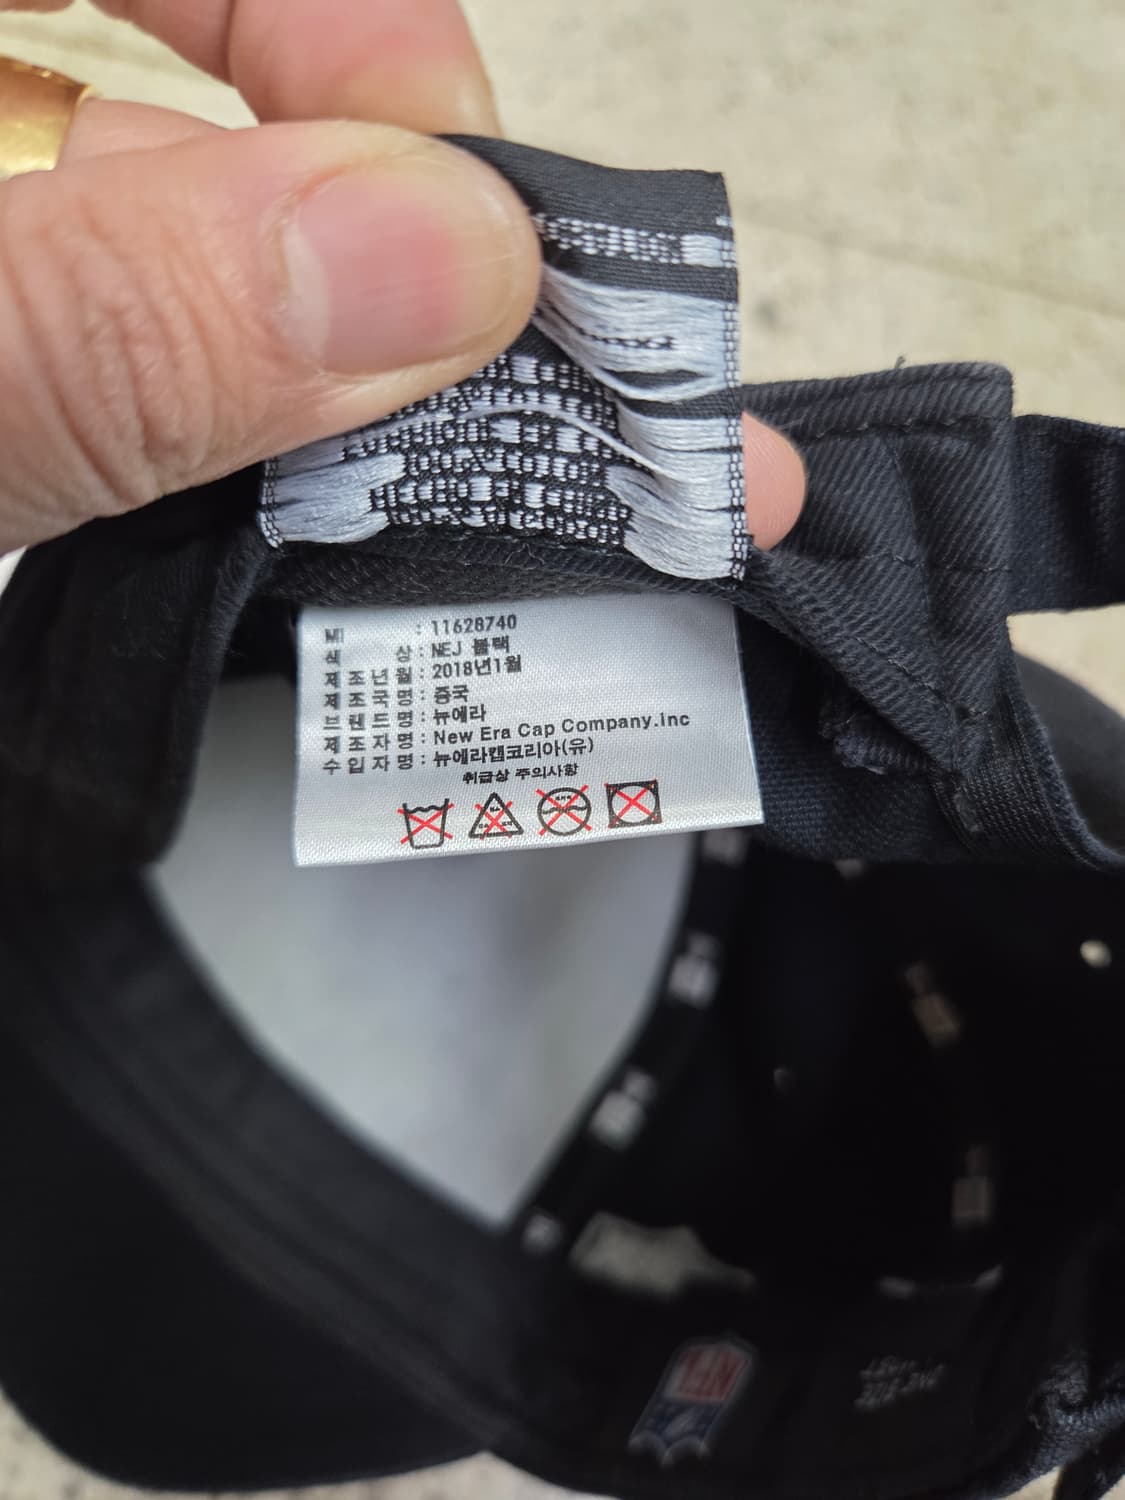 MI : 11628740
색 상 : NEJ 블랙
제 조 년 월 : 2018년1월
제 조 국 명 : 중국
브 랜 드 명 : 뉴에라
제 조 자 명 : New Era Cap Company.Inc
수 입 자 명 : 뉴에라캡코리아(유)
취급상 주의사항
NFL